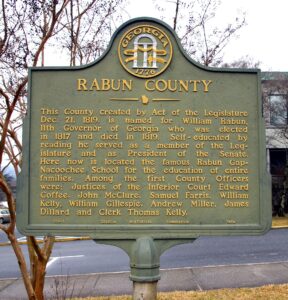 GEORGIA
1776
RABUN COUNTY
This County created by Act of the Legislature
Dec. 21, 1819, is named for William Rabun,
11th Governor of Georgia who was elected
in 1817 and died in 1819. Self-educated by
reading he served as a member of the Leg-
islature and as President of the Senate.
Here now is located the famous Rabun Gap-
Nacoochee School for the education of entire
families. Among the first County Officers
were: Justices of the Inferior Court Edward
Coffee, John McClure, Samuel Farris, William
Kelly, William Gillespie, Andrew Miller, James
Dillard and Clerk Thomas Kelly.